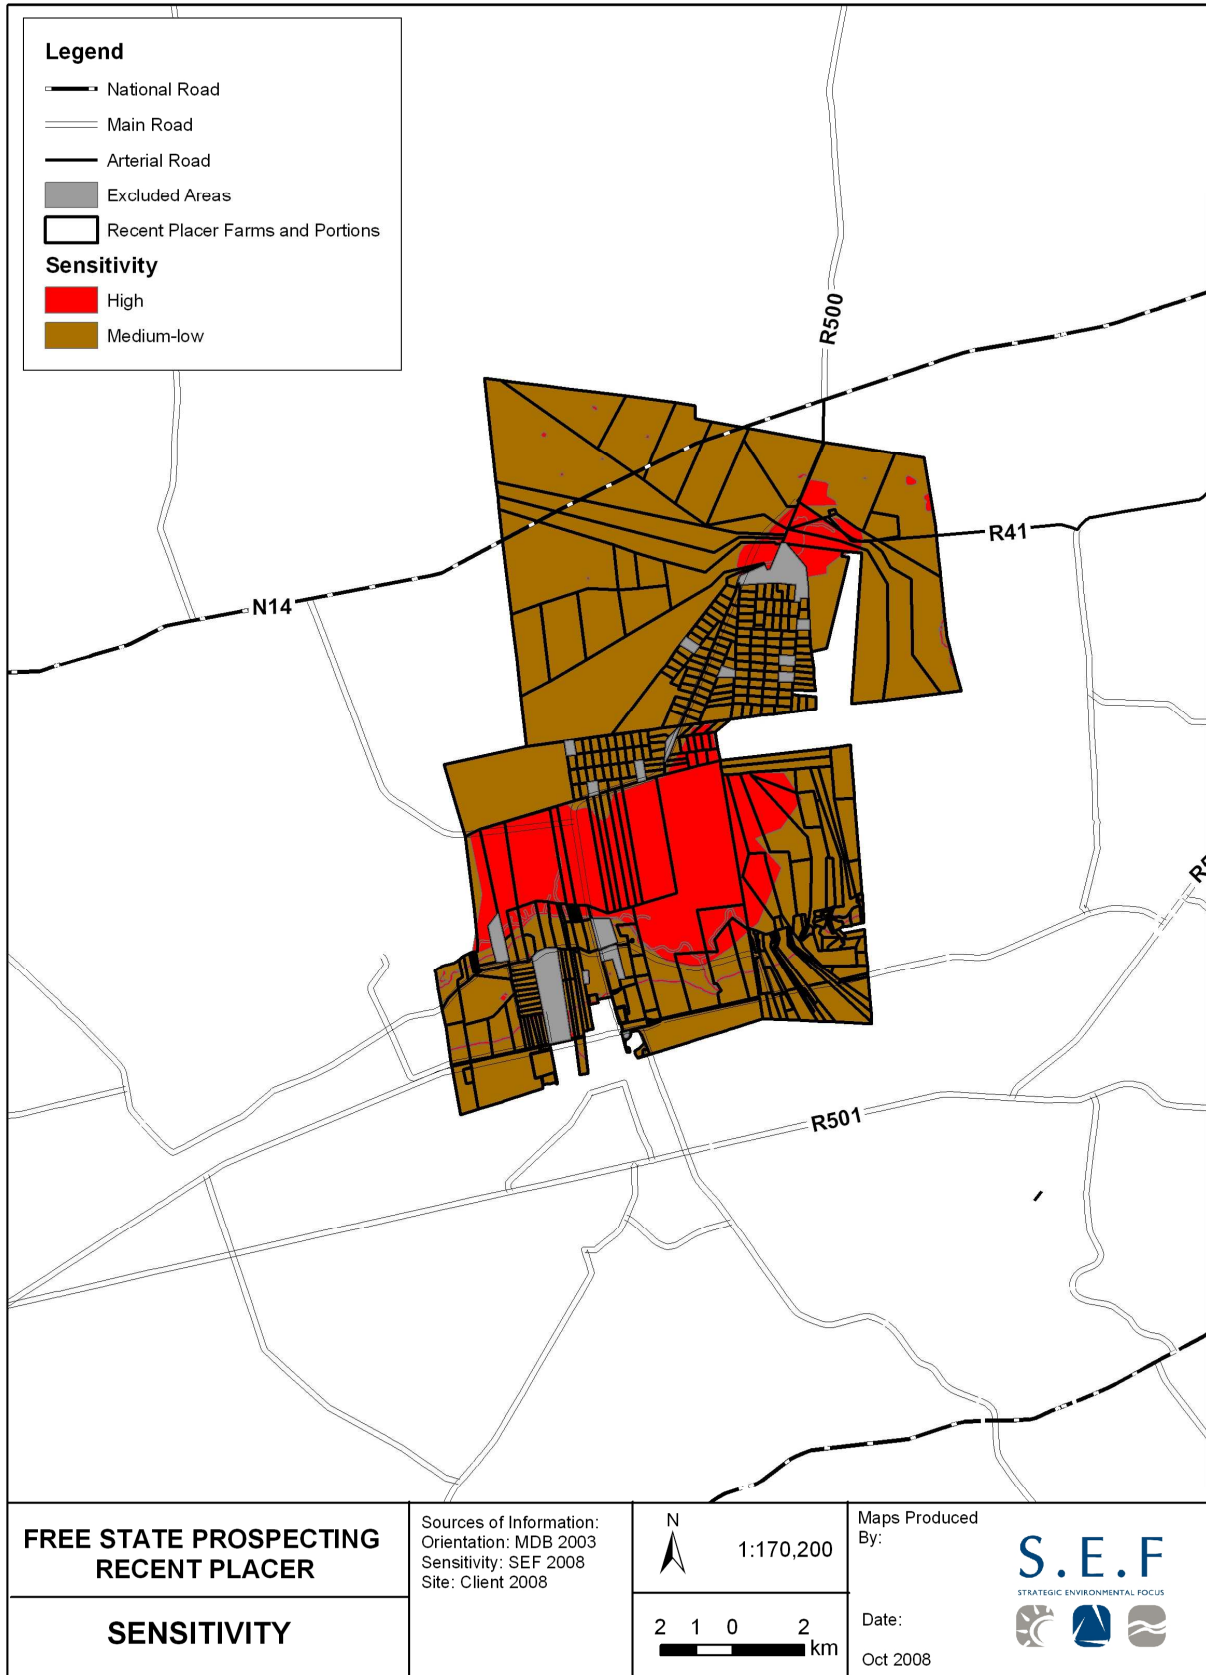 Legend
National Road
Main Road
Arterial Road
Excluded Areas
Recent Placer Farms and Portions
Sensitivity
High
Medium-low
R500
R41
N14
R501
FREE STATE PROSPECTING
RECENT PLACER
SENSITIVITY
Sources of Information:
Orientation: MDB 2003
Sensitivity: SEF 2008
Site: Client 2008
N
1:170,200
2 1 0 2
km
Maps Produced
By:
S.E.F
STRATEGIC ENVIRONMENTAL FOCUS
Date:
Oct 2008